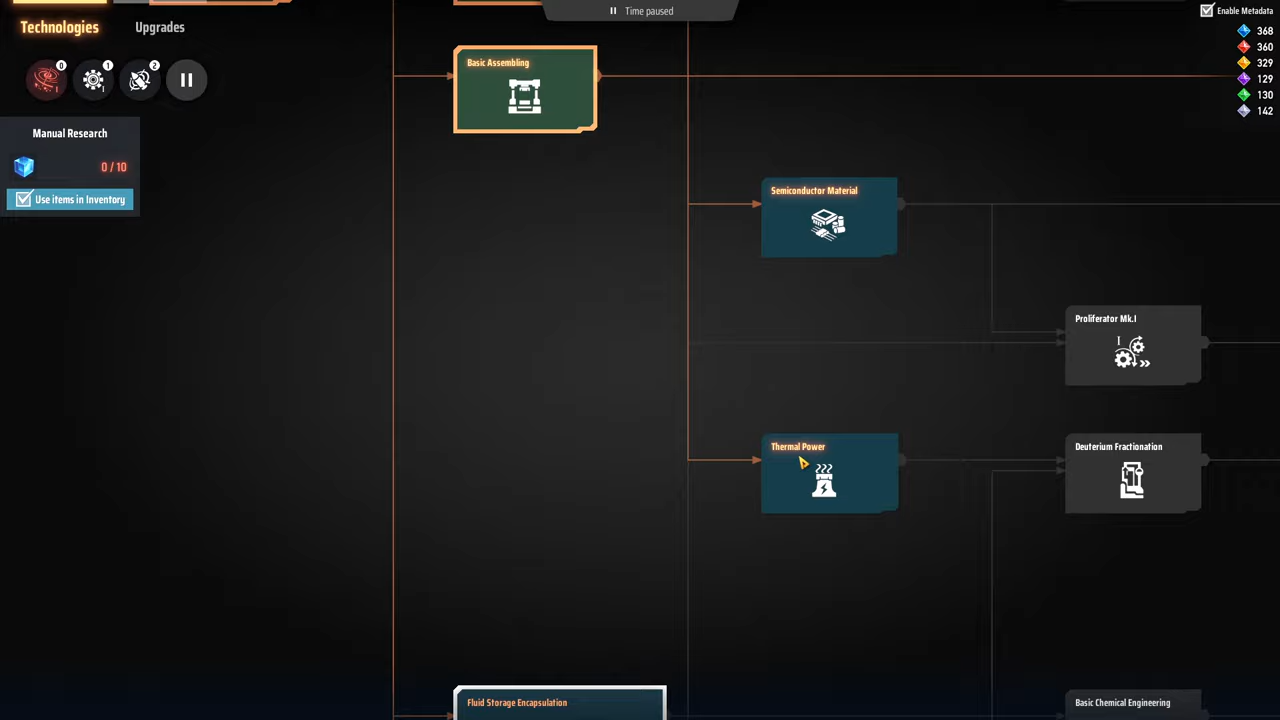 Time paused
Enable Metadata
Technologies
Upgrades
368
360
329
129
130
142
0
1
2
Manual Research
0 / 10
Use items in Inventory
Basic Assembling
Semiconductor Material
Proliferator Mk.I
I
Thermal Power
Deuterium Fractionation
Fluid Storage Encapsulation
Basic Chemical Engineering